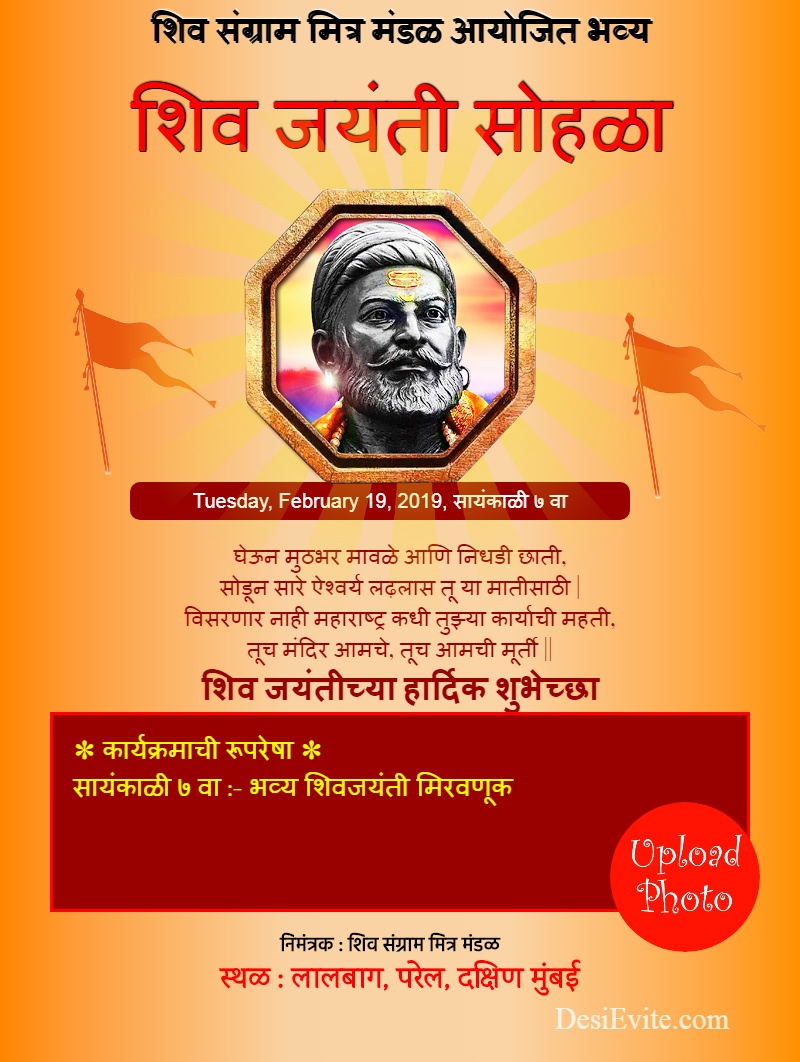 शिव संग्राम मित्र मंडळ आयोजित भव्य
शिव जयंती सोहळा
Tuesday, February 19, 2019, सायंकाळी ७ वा
घेऊन मुठभर मावळे आणि निधडी छाती,
सोडून सारे ऐश्वर्य लढ़लास तू या मातीसाठी |
विसरणार नाही महाराष्ट्र कधी तुझ्या कार्याची महती,
तूच मंदिर आमचे, तूच आमची मूर्ती ||
शिव जयंतीच्या हार्दिक शुभेच्छा
✻ कार्यक्रमाची रूपरेषा ✻
सायंकाळी ७ वा :- भव्य शिवजयंती मिरवणूक
Upload
Photo
निमंत्रक : शिव संग्राम मित्र मंडळ
स्थळ : लालबाग, परेल, दक्षिण मुंबई
DesiEvite.com